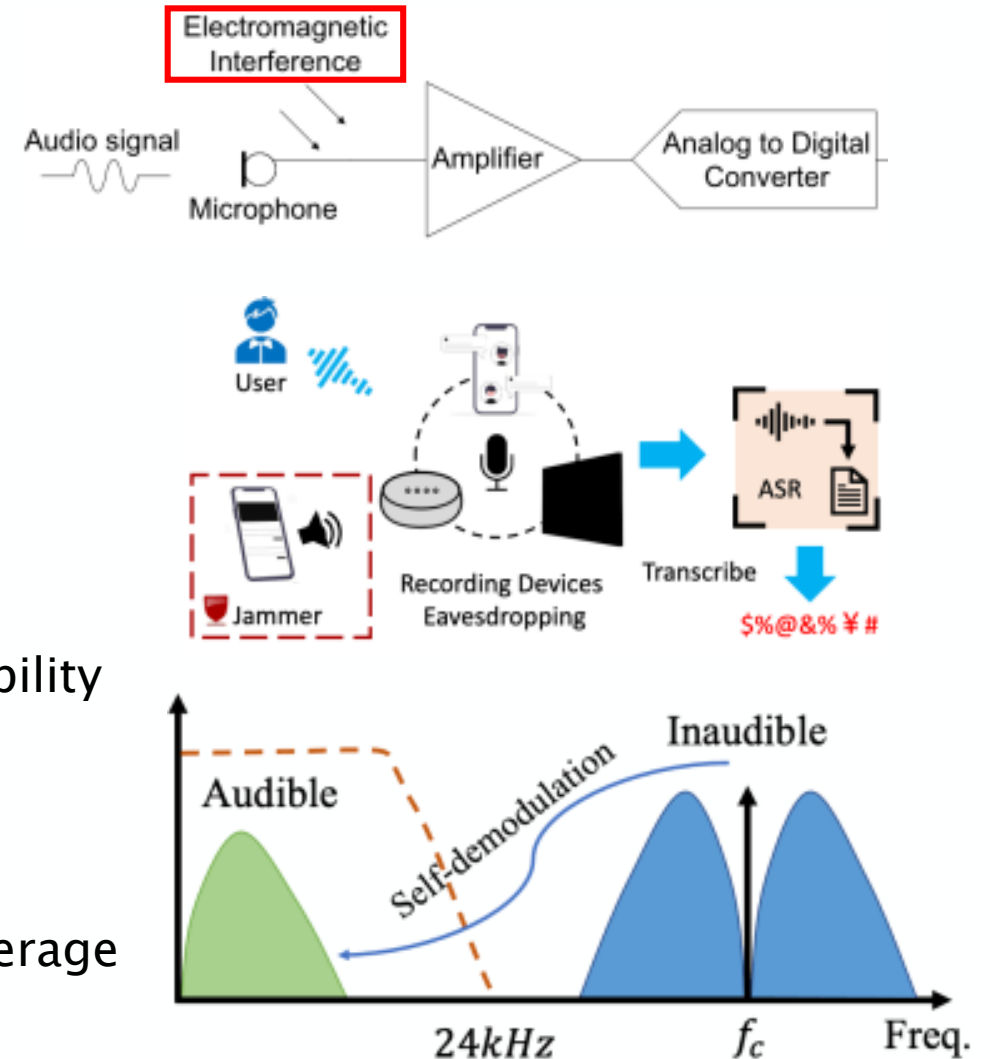 Electromagnetic
Interference
Audio signal
Microphone
Amplifier
Analog to Digital
Converter
User
Jammer
Recording Devices
Eavesdropping
ASR
Transcribe
$%@&%¥#
bility
Audible
Self-demodulation
Inaudible
erage
24kHz
f_c
Freq.